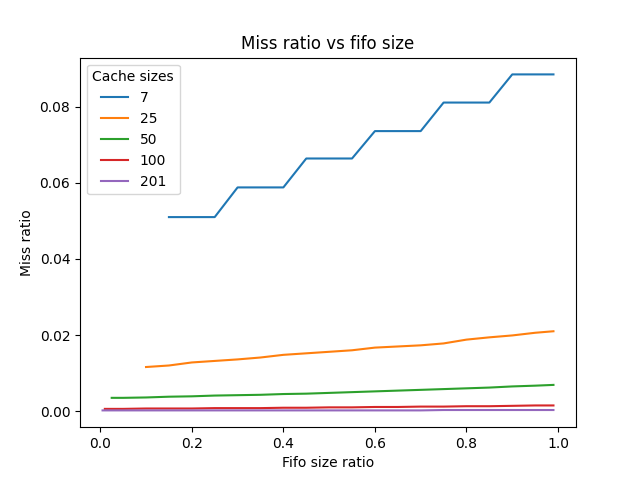 Miss ratio vs fifo size
Cache sizes
7
25
50
100
201
Miss ratio
0.08
0.06
0.04
0.02
0.00
0.0 0.2 0.4 0.6 0.8 1.0
Fifo size ratio